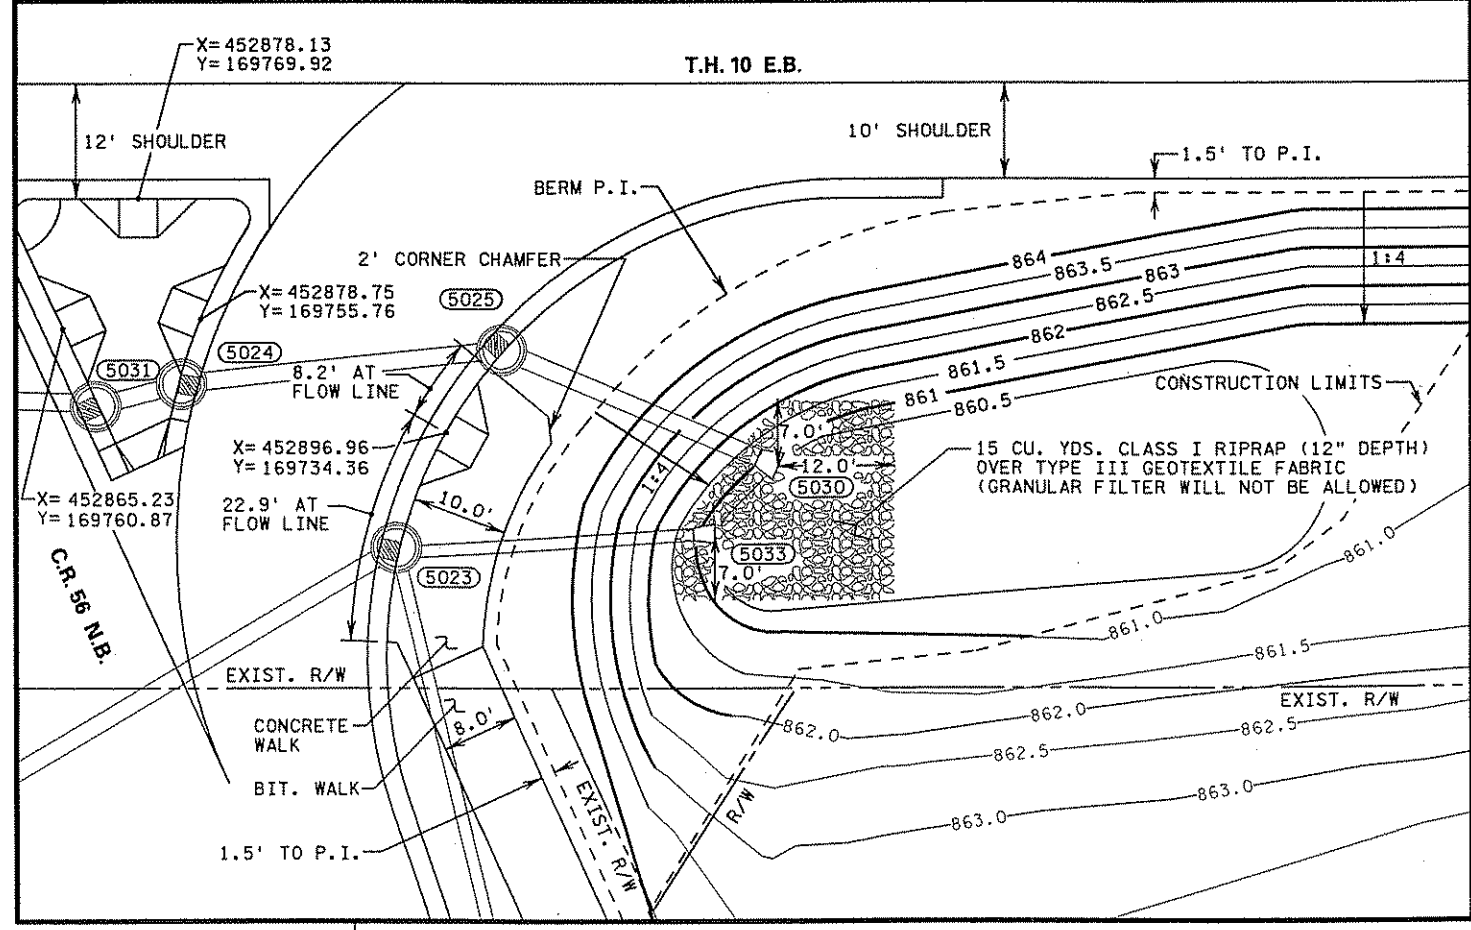 X= 452878.13
Y= 169769.92
T.H. 10 E.B.
12' SHOULDER
10' SHOULDER
1.5' TO P.I.
BERM P.I.
2' CORNER CHAMFER
864
863.5
863
862.5
862
861.5
861
860.5
1:4
X= 452878.75
Y= 169755.76
5025
5024
5031
8.2' AT
FLOW LINE
CONSTRUCTION LIMITS
7.0'
12.0'
5030
15 CU. YDS. CLASS I RIPRAP (12" DEPTH)
OVER TYPE III GEOTEXTILE FABRIC
(GRANULAR FILTER WILL NOT BE ALLOWED)
X= 452896.96
Y= 169734.36
1:4
X= 452865.23
Y= 169760.87
22.9' AT
FLOW LINE
10.0'
5033
7.0'
5023
C.R. 56 N.B.
861.0
861.0
861.5
EXIST. R/W
EXIST. R/W
862.0
862.0
862.5
862.5
CONCRETE
WALK
8.0'
BIT. WALK
EXIST. R/W
R/W
863.0
863.0
1.5' TO P.I.